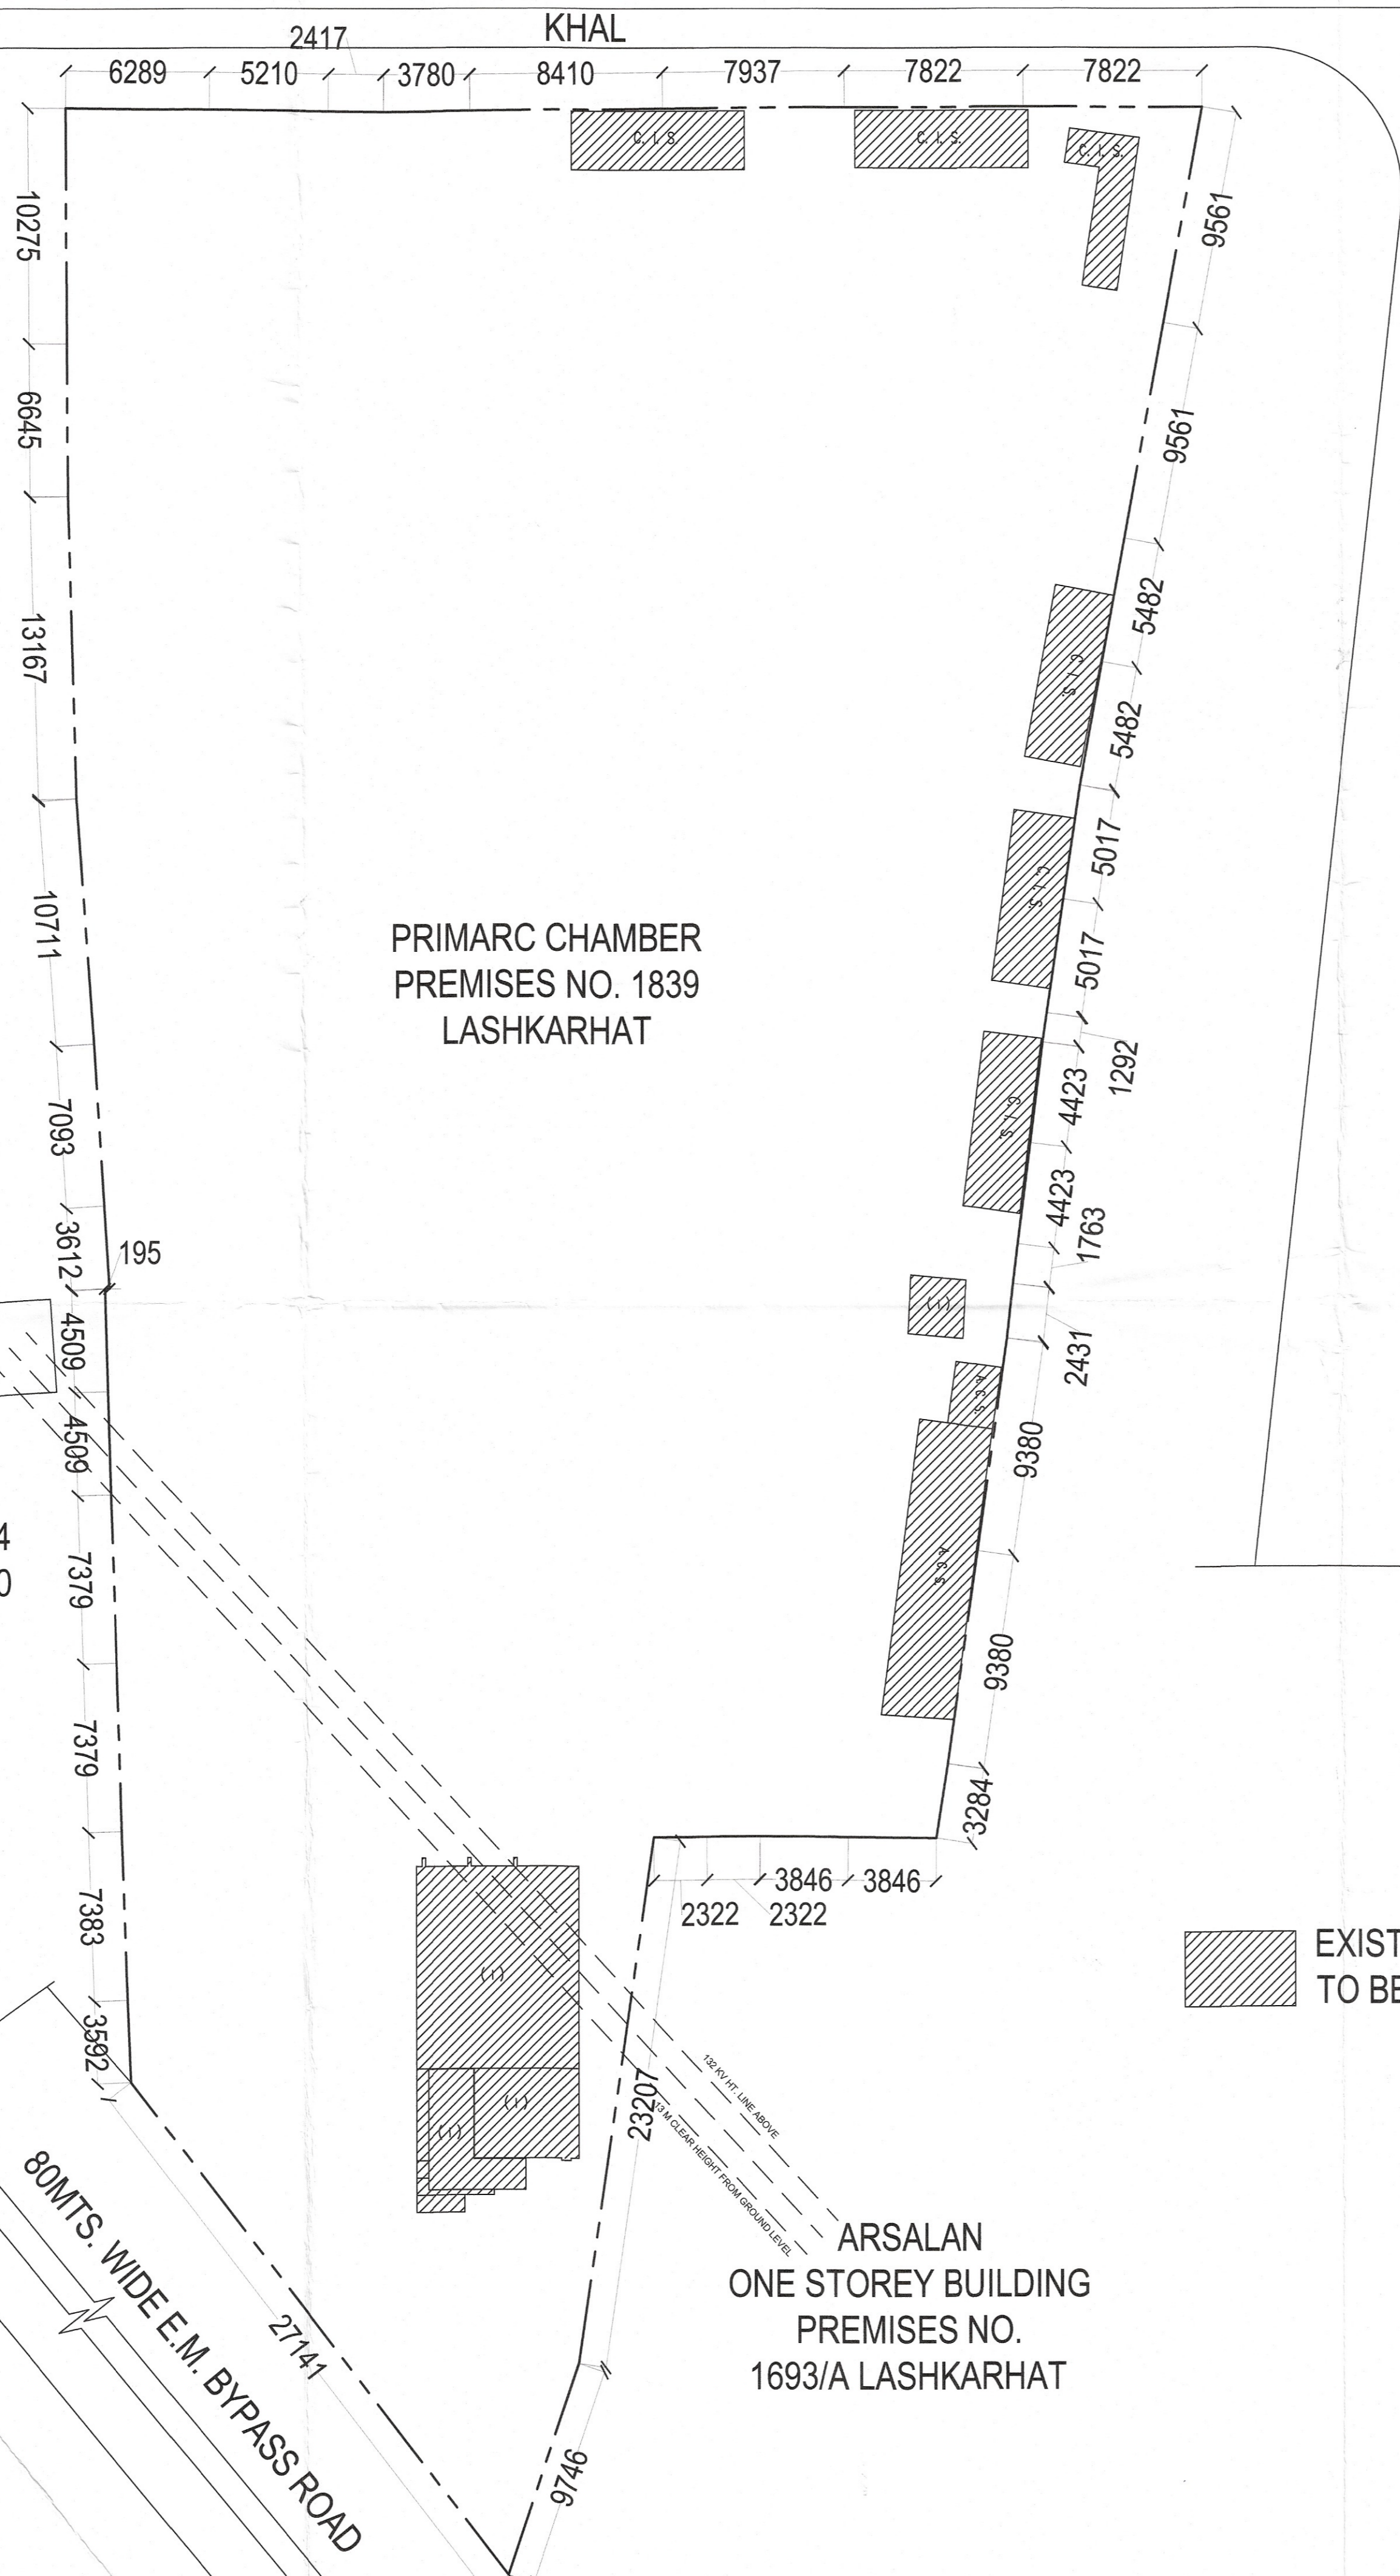 KHAL
2417
6289
5210
3780
8410
7937
7822
7822
C. I. S
C. I. S.
C. I. S.
10275
6645
13167
10711
7093
3612
195
4509
4509
7379
7379
7383
3592
9561
9561
5482
5482
5017
5017
1292
4423
4423
1763
2431
9380
9380
3284
C. I. S.
C. I. S.
C. I. S.
( I )
A. C. S.
A. C. S.
PRIMARC CHAMBER
PREMISES NO. 1839
LASHKARHAT
4
0
3846
3846
2322
2322
( I )
( I )
( I )
EXIST
TO BE
23207
132 KV HT. LINE ABOVE
13 M CLEAR HEIGHT FROM GROUND LEVEL
ARSALAN
ONE STOREY BUILDING
PREMISES NO.
1693/A LASHKARHAT
80MTS. WIDE E.M. BYPASS ROAD
27141
9746